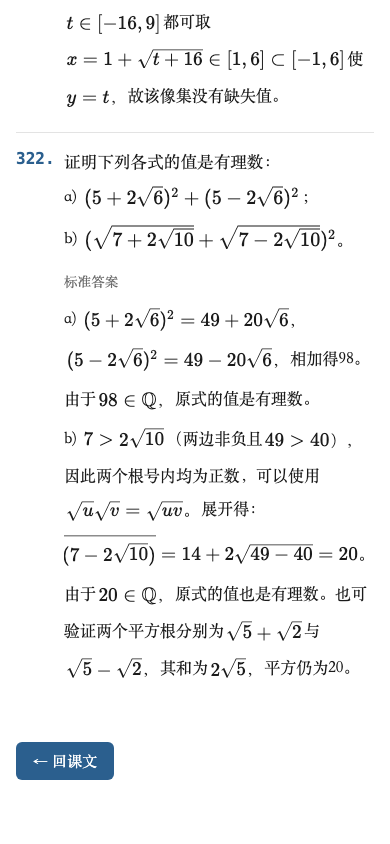 t ∈ [−16, 9] 都可取
x = 1 + √(t + 16) ∈ [1, 6] ⊂ [−1, 6] 使
y = t，故该像集没有缺失值。
322. 证明下列各式的值是有理数：
a) (5 + 2√6)² + (5 − 2√6)²；
b) (√(7 + 2√10) + √(7 − 2√10))²。
标准答案
a) (5 + 2√6)² = 49 + 20√6，
(5 − 2√6)² = 49 − 20√6，相加得98。
由于 98 ∈ ℚ，原式的值是有理数。
b) 7 > 2√10（两边非负且 49 > 40），
因此两个根号内均为正数，可以使用
√u√v = √uv。展开得：
(7 − 2√10) = 14 + 2√(49 − 40) = 20。
由于 20 ∈ ℚ，原式的值也是有理数。也可
验证两个平方根分别为 √5 + √2 与
√5 − √2，其和为 2√5，平方仍为20。
← 回课文